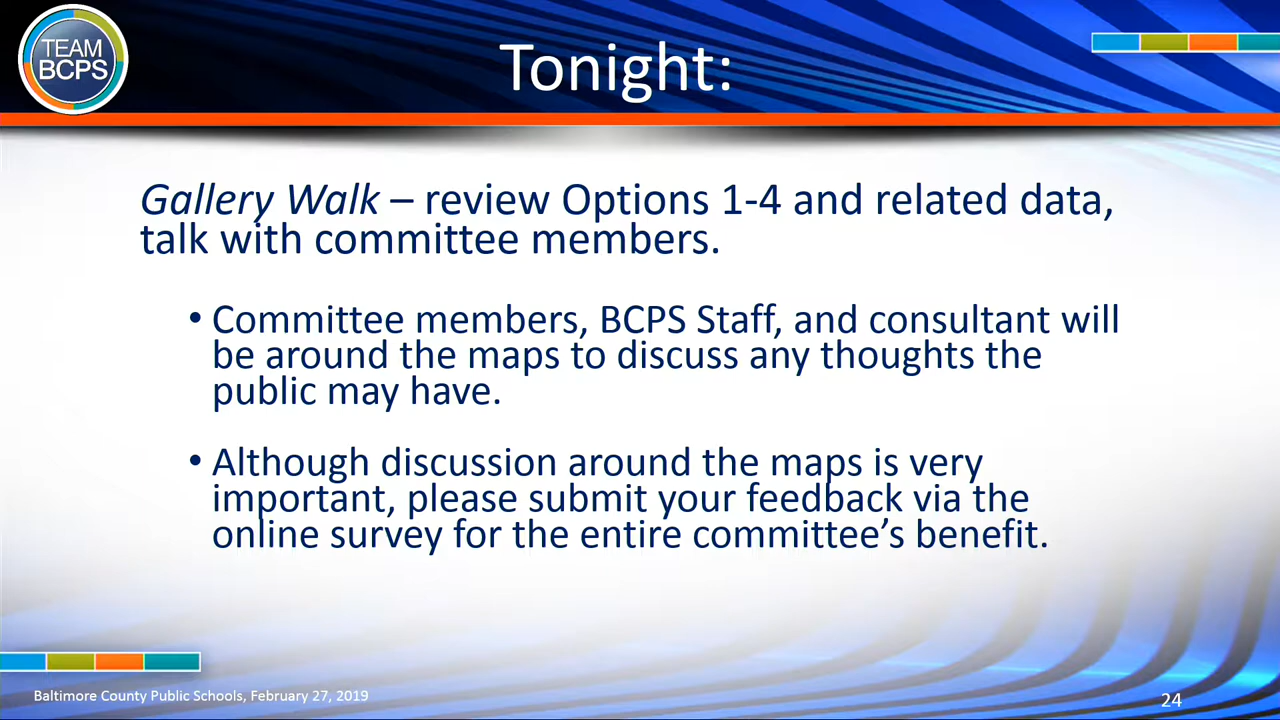 TEAM
BCPS
Tonight:
Gallery Walk – review Options 1-4 and related data,
talk with committee members.
• Committee members, BCPS Staff, and consultant will
be around the maps to discuss any thoughts the
public may have.
• Although discussion around the maps is very
important, please submit your feedback via the
online survey for the entire committee’s benefit.
Baltimore County Public Schools, February 27, 2019
24